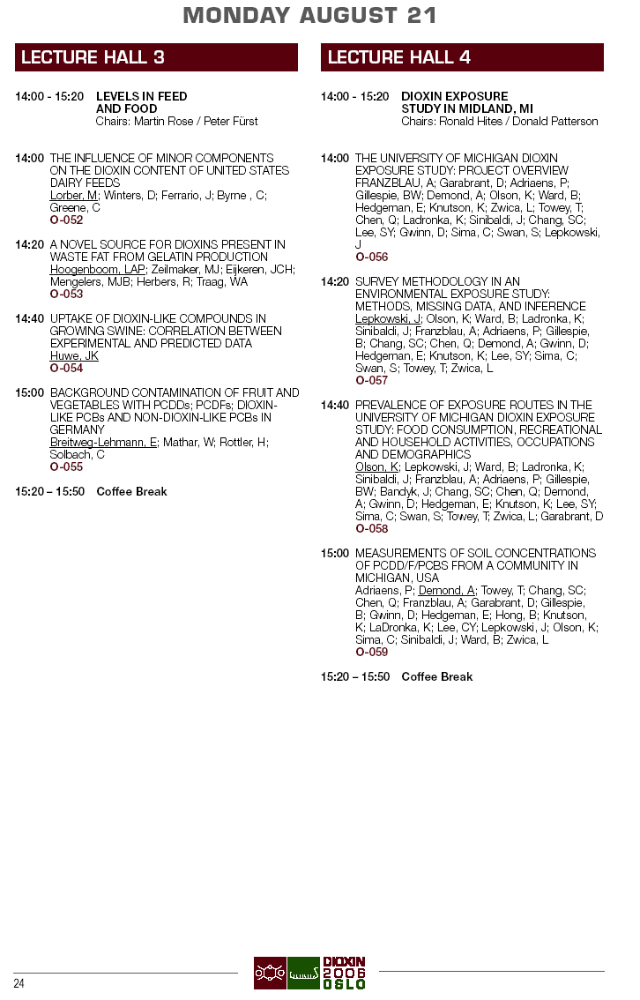 MONDAY AUGUST 21
LECTURE HALL 3
14:00 - 15:20 LEVELS IN FEED
AND FOOD
Chairs: Martin Rose / Peter Fürst
14:00 THE INFLUENCE OF MINOR COMPONENTS
ON THE DIOXIN CONTENT OF UNITED STATES
DAIRY FEEDS
Lorber, M; Winters, D; Ferrario, J; Byrne , C;
Greene, C
O-052
14:20 A NOVEL SOURCE FOR DIOXINS PRESENT IN
WASTE FAT FROM GELATIN PRODUCTION
Hoogenboom, LAP; Zeilmaker, MJ; Eijkeren, JCH;
Mengelers, MJB; Herbers, R; Traag, WA
O-053
14:40 UPTAKE OF DIOXIN-LIKE COMPOUNDS IN
GROWING SWINE: CORRELATION BETWEEN
EXPERIMENTAL AND PREDICTED DATA
Huwe, JK
O-054
15:00 BACKGROUND CONTAMINATION OF FRUIT AND
VEGETABLES WITH PCDDs; PCDFs; DIOXIN-
LIKE PCBs AND NON-DIOXIN-LIKE PCBs IN
GERMANY
Breitweg-Lehmann, E; Mathar, W; Rottler, H;
Solbach, C
O-055
15:20 – 15:50 Coffee Break
LECTURE HALL 4
14:00 - 15:20 DIOXIN EXPOSURE
STUDY IN MIDLAND, MI
Chairs: Ronald Hites / Donald Patterson
14:00 THE UNIVERSITY OF MICHIGAN DIOXIN
EXPOSURE STUDY: PROJECT OVERVIEW
FRANZBLAU, A; Garabrant, D; Adriaens, P;
Gillespie, BW; Demond, A; Olson, K; Ward, B;
Hedgeman, E; Knutson, K; Zwica, L; Towey, T;
Chen, Q; Ladronka, K; Sinibaldi, J; Chang, SC;
Lee, SY; Gwinn, D; Sima, C; Swan, S; Lepkowski,
J
O-056
14:20 SURVEY METHODOLOGY IN AN
ENVIRONMENTAL EXPOSURE STUDY:
METHODS, MISSING DATA, AND INFERENCE
Lepkowski, J; Olson, K; Ward, B; Ladronka, K;
Sinibaldi, J; Franzblau, A; Adriaens, P; Gillespie,
B; Chang, SC; Chen, Q; Demond, A; Gwinn, D;
Hedgeman, E; Knutson, K; Lee, SY; Sima, C;
Swan, S; Towey, T; Zwica, L
O-057
14:40 PREVALENCE OF EXPOSURE ROUTES IN THE
UNIVERSITY OF MICHIGAN DIOXIN EXPOSURE
STUDY: FOOD CONSUMPTION, RECREATIONAL
AND HOUSEHOLD ACTIVITIES, OCCUPATIONS
AND DEMOGRAPHICS
Olson, K; Lepkowski, J; Ward, B; Ladronka, K;
Sinibaldi, J; Franzblau, A; Adriaens, P; Gillespie,
BW; Bandyk, J; Chang, SC; Chen, Q; Demond,
A; Gwinn, D; Hedgeman, E; Knutson, K; Lee, SY;
Sima, C; Swan, S; Towey, T; Zwica, L; Garabrant, D
O-058
15:00 MEASUREMENTS OF SOIL CONCENTRATIONS
OF PCDD/F/PCBS FROM A COMMUNITY IN
MICHIGAN, USA
Adriaens, P; Demond, A; Towey, T; Chang, SC;
Chen, Q; Franzblau, A; Garabrant, D; Gillespie,
B; Gwinn, D; Hedgeman, E; Hong, B; Knutson,
K; LaDronka, K; Lee, CY; Lepkowski, J; Olson, K;
Sima, C; Sinibaldi, J; Ward, B; Zwica, L
O-059
15:20 – 15:50 Coffee Break
24
DIOXIN
2006
OSLO